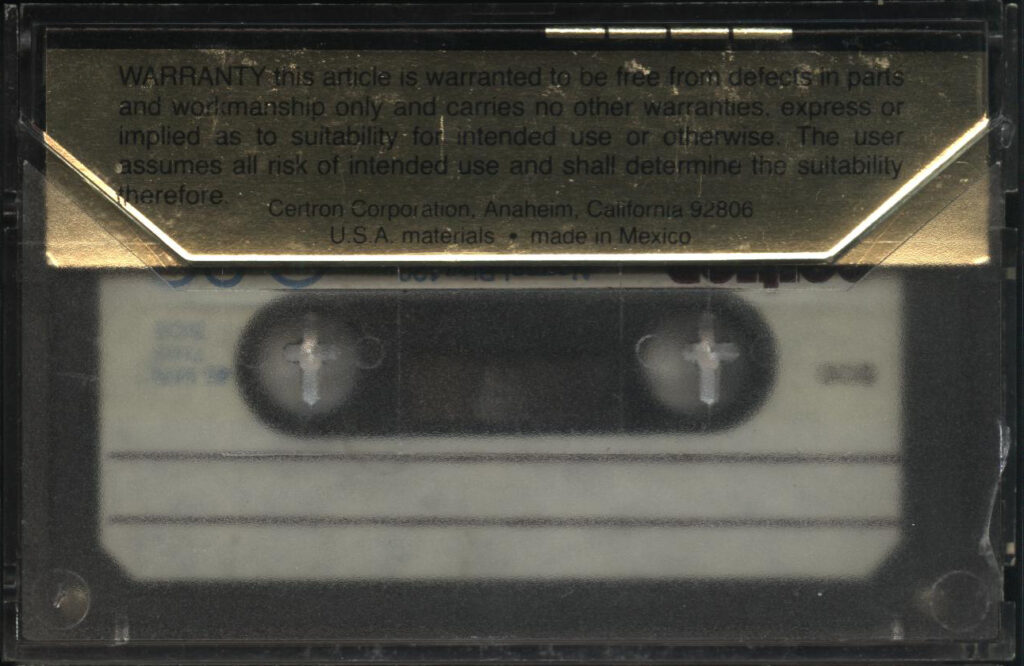 WARRANTY this article is warranted to be free from defects in parts
and workmanship only and carries no other warranties, express or
implied as to suitability for intended use or otherwise. The user
assumes all risk of intended use and shall determine the suitability
therefore.
Certron Corporation, Anaheim, California 92806
U.S.A. materials • made in Mexico